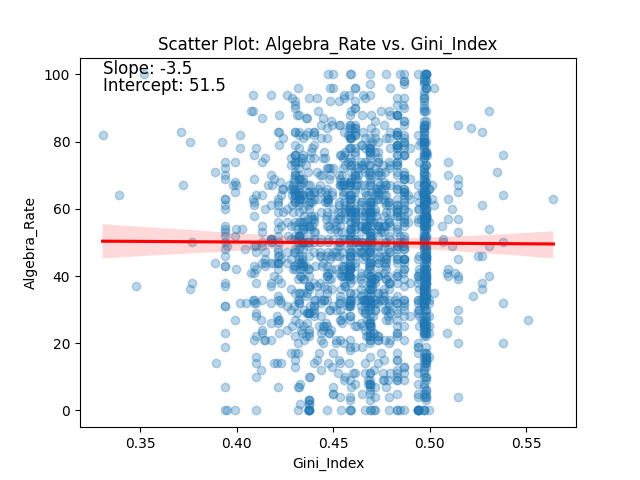 Scatter Plot: Algebra_Rate vs. Gini_Index
Slope: -3.5
Intercept: 51.5
100
80
60
40
20
0
Algebra_Rate
0.35 0.40 0.45 0.50 0.55
Gini_Index